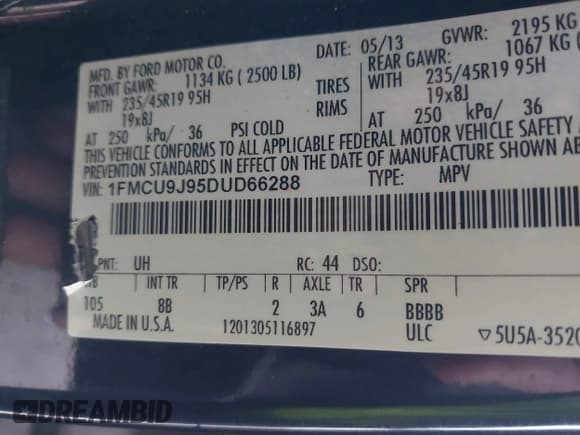 MFD. BY FORD MOTOR CO. DATE: 05/13 GVWR: 2195 KG
FRONT GAWR: 1134 KG ( 2500 LB) REAR GAWR: 1067 KG (
WITH 235/45R19 95H TIRES WITH 235/45R19 95H
19x8J RIMS 19x8J
AT 250 kPa/ 36 PSI COLD AT 250 kPa/ 36
THIS VEHICLE CONFORMS TO ALL APPLICABLE FEDERAL MOTOR VEHICLE SAFETY
PREVENTION STANDARDS IN EFFECT ON THE DATE OF MANUFACTURE SHOWN AB
VIN: 1FMCU9J95DUD66288 TYPE: MPV
PNT: UH RC: 44 DSO:
INT TR TP/PS R AXLE TR SPR
105 8B 2 3A 6 BBBB
MADE IN U.S.A. 1201305116897 ULC ▽5U5A-3520
DREAMBID